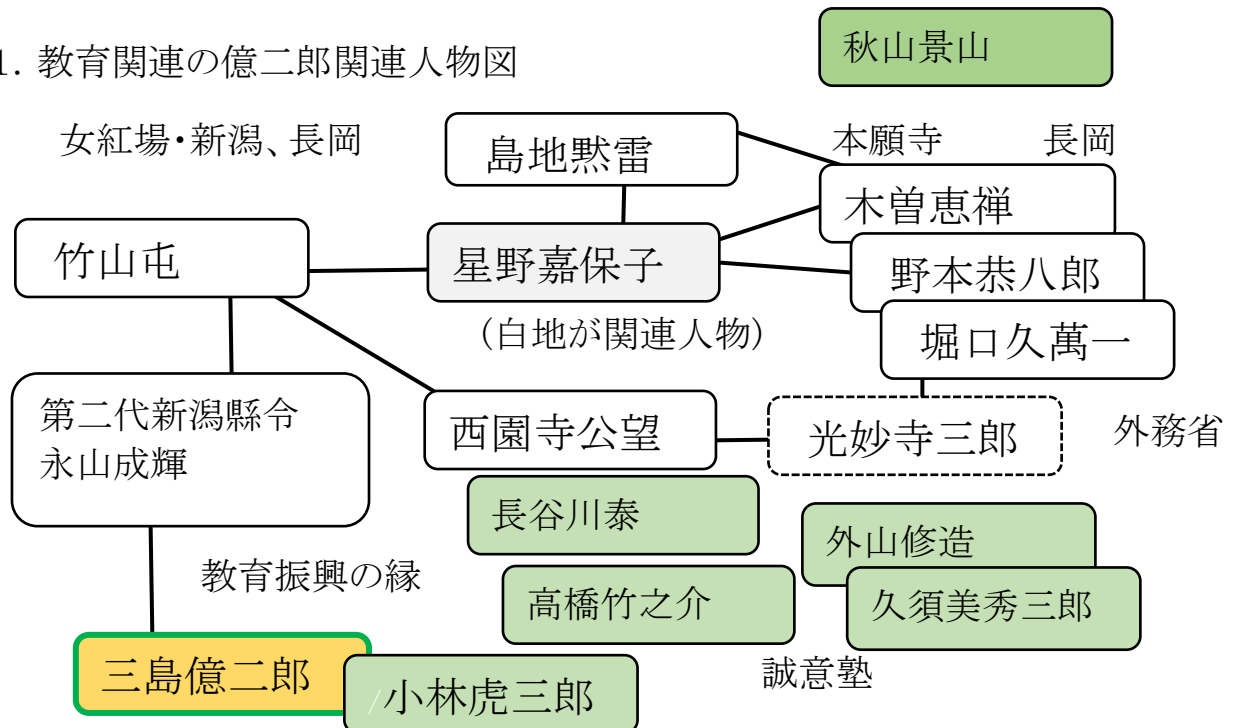 1. 教育関連の億二郎関連人物図
秋山景山
女紅場・新潟、長岡
島地黙雷
本願寺 長岡
木曽恵禅
竹山屯
星野嘉保子
野本恭八郎
(白地が関連人物)
堀口久萬一
第二代新潟縣令
永山成輝
西園寺公望
光妙寺三郎
外務省
長谷川泰
外山修造
教育振興の縁
高橋竹之介
久須美秀三郎
三島億二郎
/小林虎三郎
誠意塾